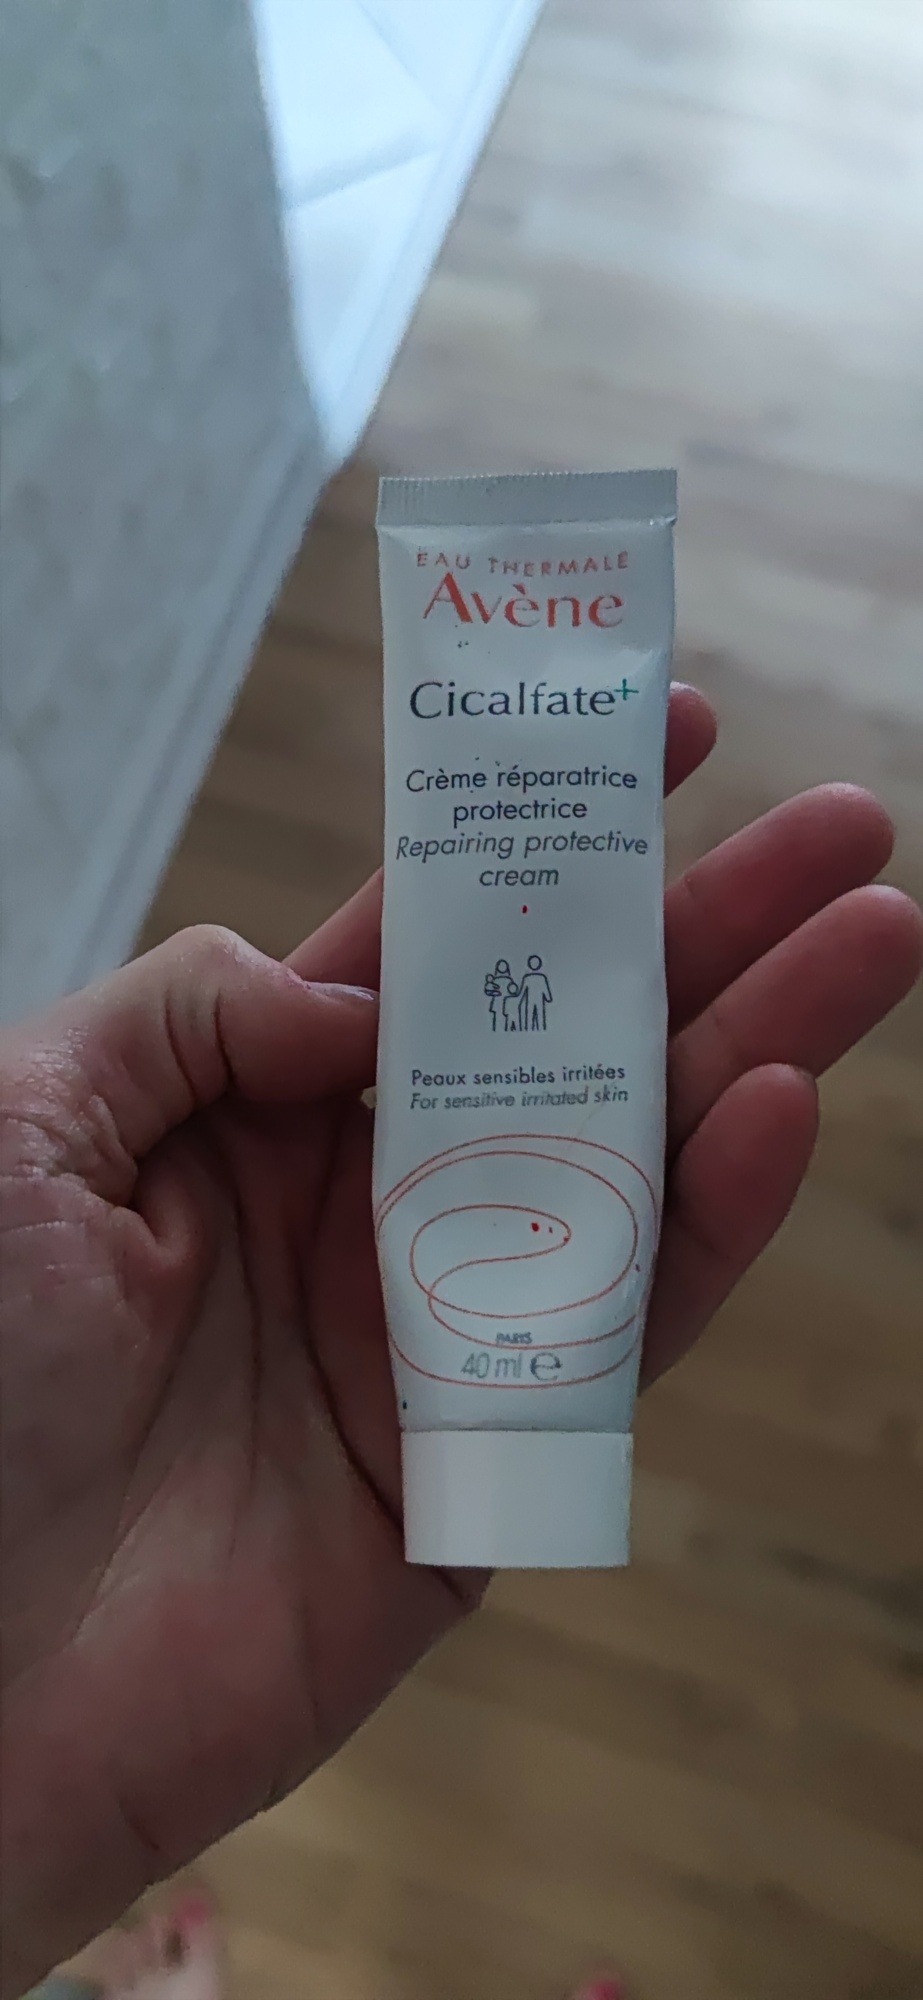 EAU THERMALE
Avène
Cicalfate+
Crème réparatrice
protectrice
Repairing protective
cream
Peaux sensibles irritées
For sensitive irritated skin
PARIS
40 ml ℮